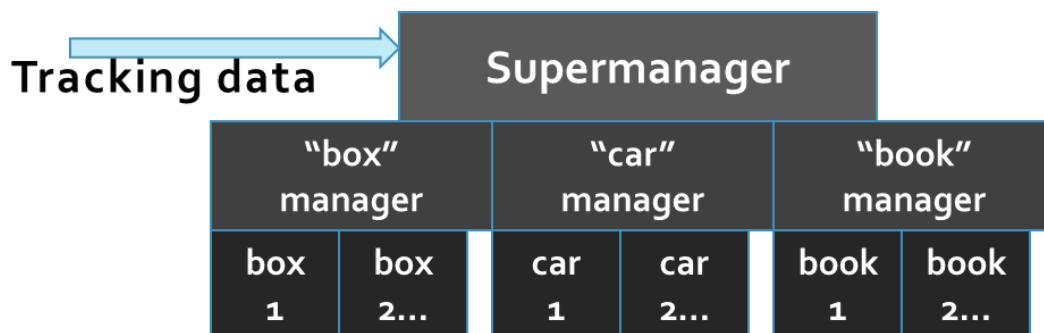 Tracking data
Supermanager
“box” manager
“car” manager
“book” manager
box 1
box 2...
car 1
car 2...
book 1
book 2...